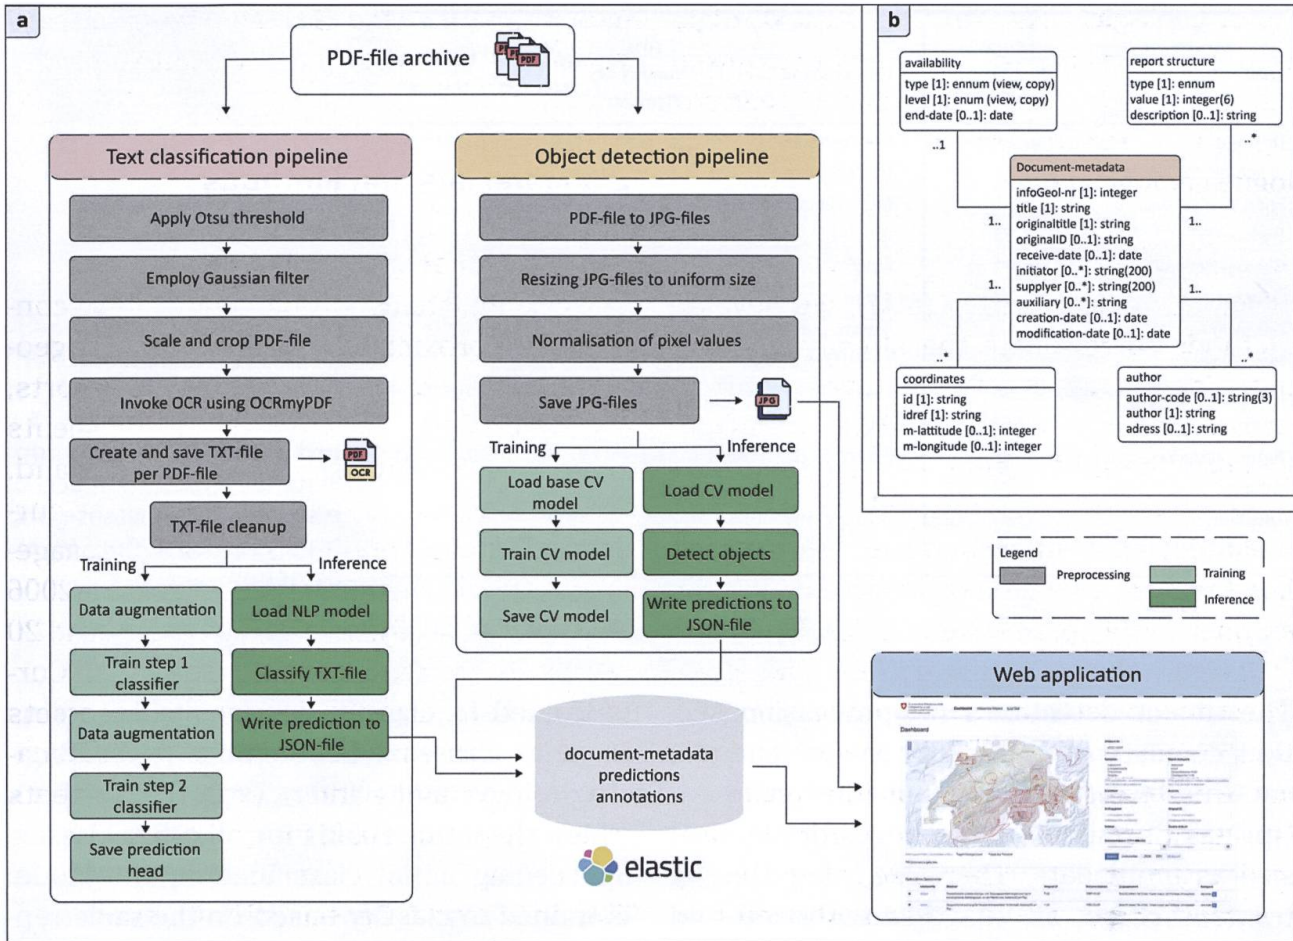 a
PDF-file archive
PDF
Text classification pipeline
Apply Otsu threshold
Employ Gaussian filter
Scale and crop PDF-file
Invoke OCR using OCRmyPDF
Create and save TXT-file
per PDF-file
PDF
OCR
TXT-file cleanup
Training
Inference
Data augmentation
Load NLP model
Train step 1
classifier
Classify TXT-file
Data augmentation
Write prediction to
JSON-file
Train step 2
classifier
Save prediction
head
Object detection pipeline
PDF-file to JPG-files
Resizing JPG-files to uniform size
Normalisation of pixel values
Save JPG-files
JPG
Training
Inference
Load base CV
model
Load CV model
Train CV model
Detect objects
Save CV model
Write predictions to
JSON-file
document-metadata
predictions
annotations
elastic
b
availability
type [1]: ennum (view, copy)
level [1]: enum (view, copy)
end-date [0..1]: date
report structure
type [1]: ennum
value [1]: integer(6)
description [0..1]: string
..1
..*
Document-metadata
infoGeol-nr [1]: integer
title [1]: string
originaltitle [1]: string
originalID [0..1]: string
receive-date [0..1]: date
initiator [0..*]: string(200)
supplyer [0..*]: string(200)
auxiliary [0..*]: string
creation-date [0..1]: date
modification-date [0..1]: date
1..
1..
1..
1..
..*
..*
coordinates
id [1]: string
idref [1]: string
m-lattitude [0..1]: integer
m-longitude [0..1]: integer
author
author-code [0..1]: string(3)
author [1]: string
adress [0..1]: string
Legend
Preprocessing
Training
Inference
Web application
Dashboard
Dashboard